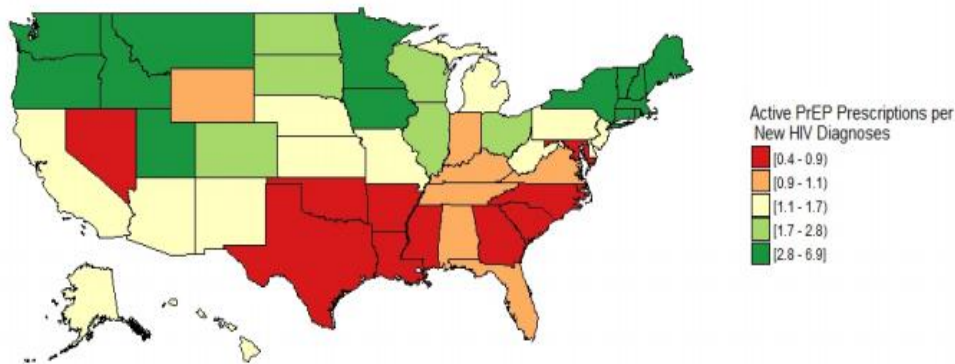 Active PrEP Prescriptions per
New HIV Diagnoses
[0.4 - 0.9)
[0.9 - 1.1)
[1.1 - 1.7)
[1.7 - 2.8)
[2.8 - 6.9]